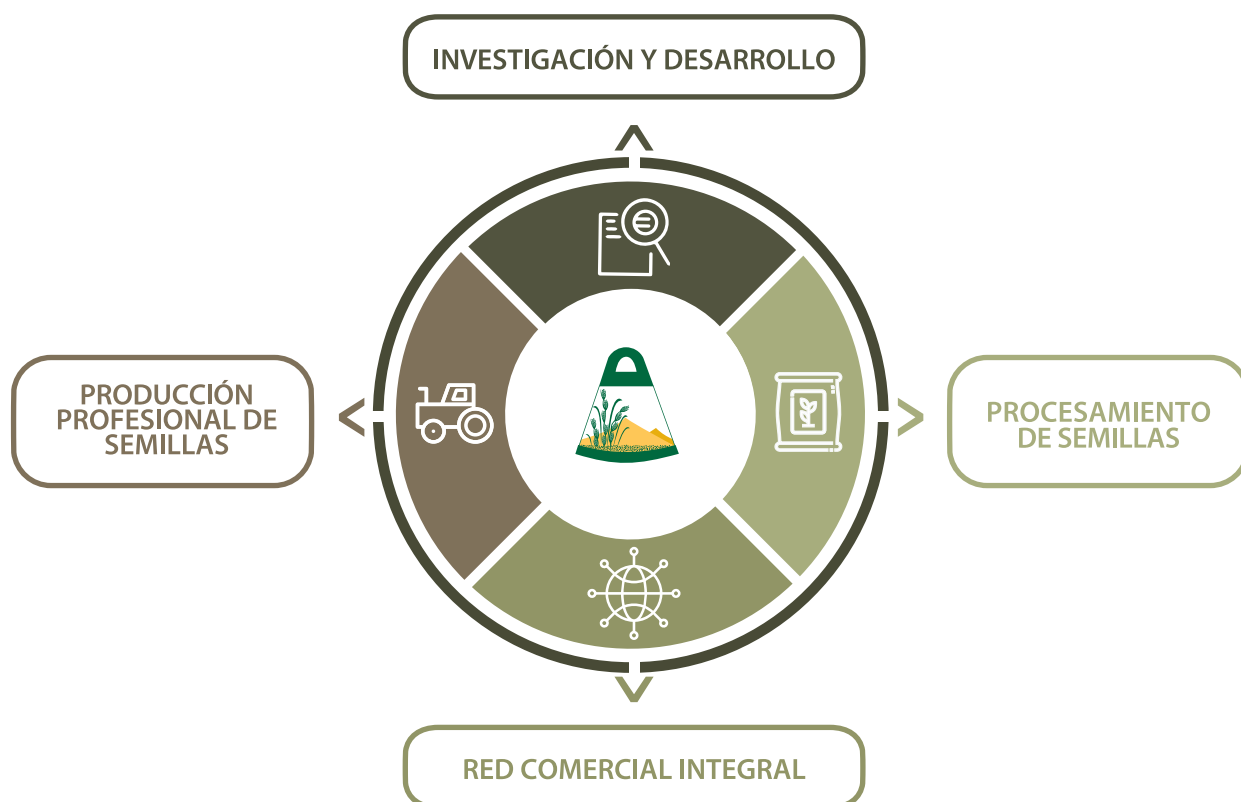 INVESTIGACIÓN Y DESARROLLO
PRODUCCIÓN
PROFESIONAL DE
SEMILLAS
PROCESAMIENTO
DE SEMILLAS
RED COMERCIAL INTEGRAL